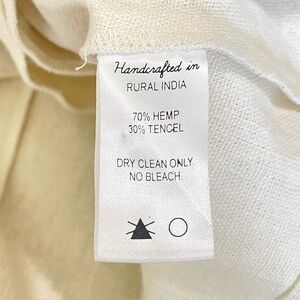 Handcrafted in
RURAL INDIA
70% HEMP
30% TENCEL
DRY CLEAN ONLY.
NO BLEACH.